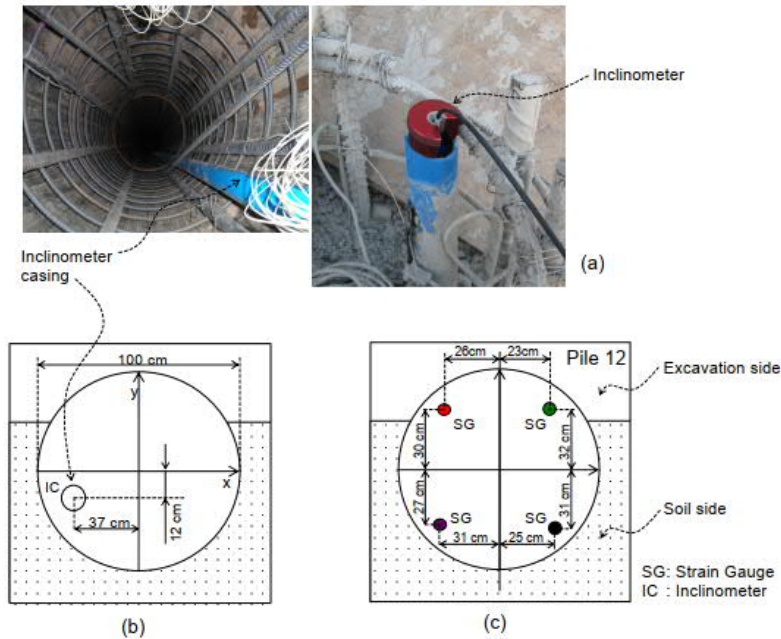 Inclinometer
(a)
Inclinometer
casing
100 cm
y
x
IC
37 cm
12 cm
(b)
26cm
23cm
Pile 12
Excavation side
SG
SG
30 cm
32 cm
27 cm
31 cm
SG
SG
31 cm
25 cm
Soil side
SG: Strain Gauge
IC : Inclinometer
(c)